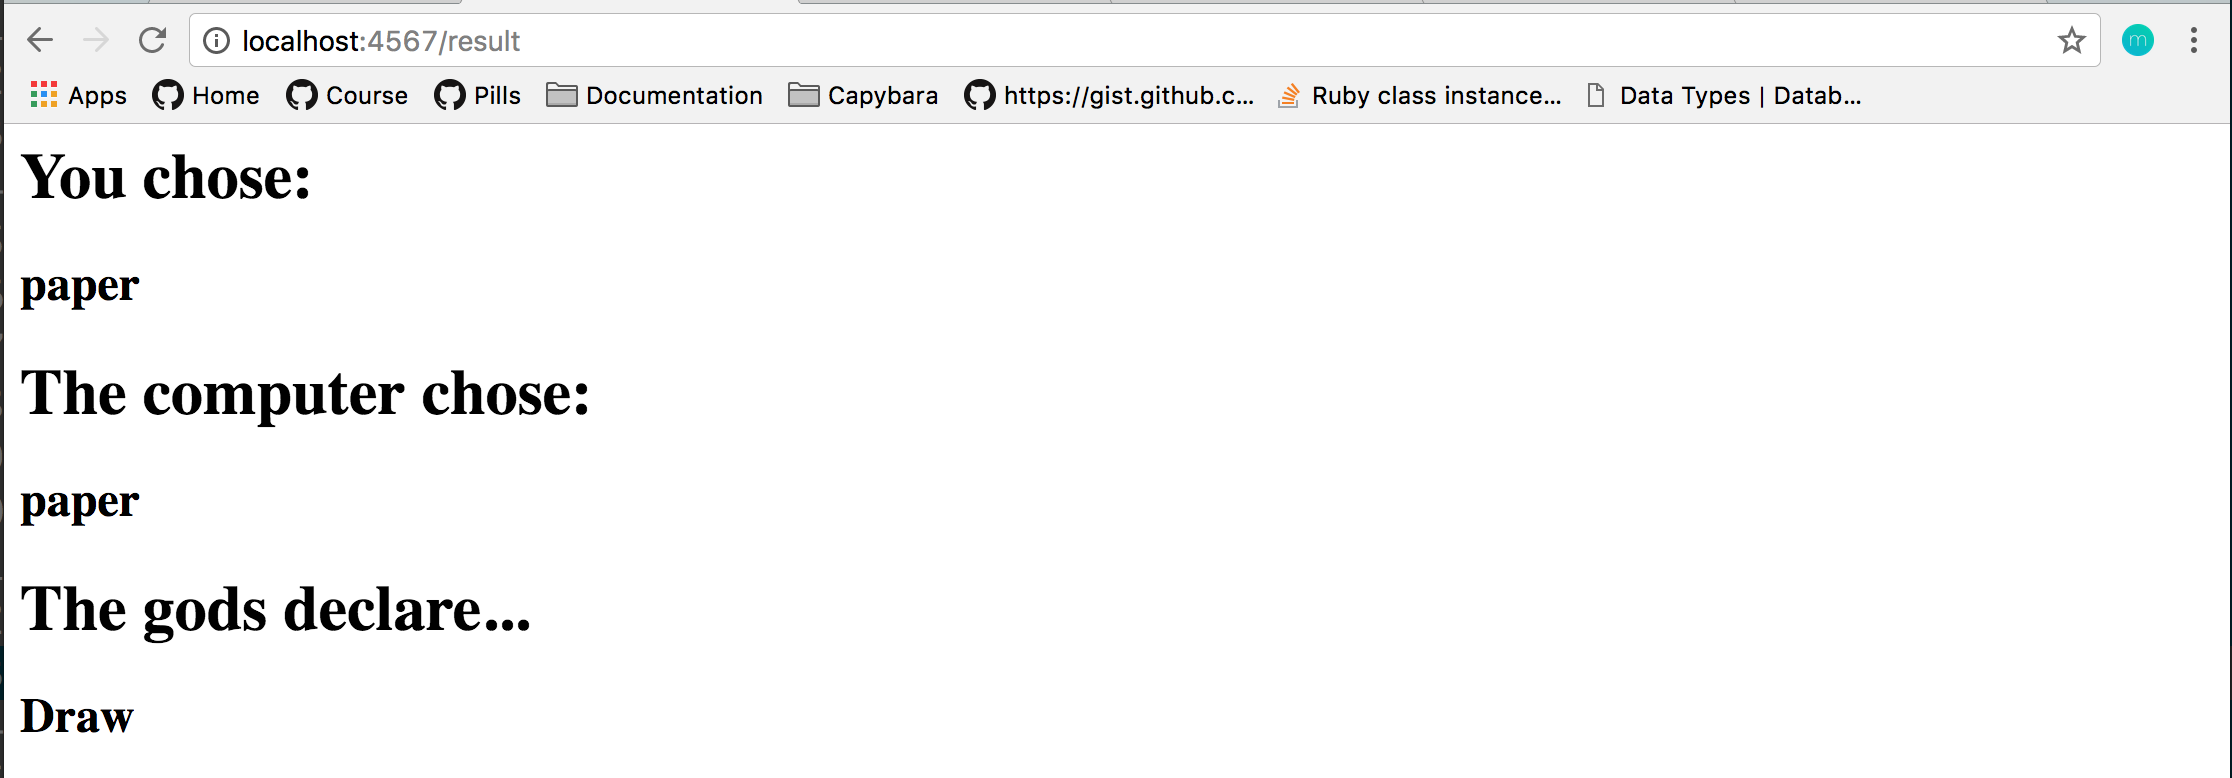 localhost:4567/result
m
Apps Home Course Pills Documentation Capybara https://gist.github.c... Ruby class instance... Data Types | Datab...
You chose:
paper
The computer chose:
paper
The gods declare...
Draw